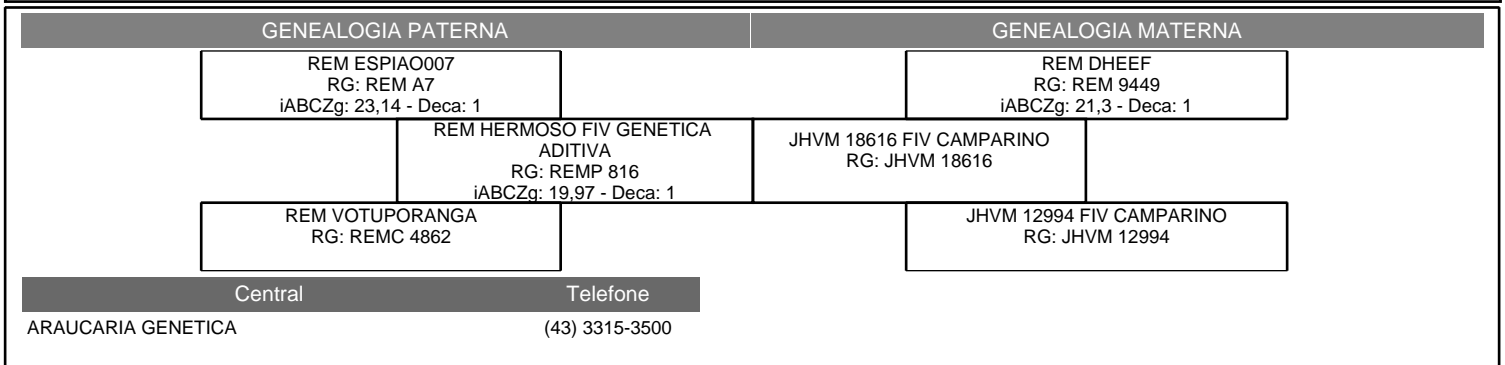 GENEALOGIA PATERNA
GENEALOGIA MATERNA
REM ESPIAO007
RG: REM A7
iABCZg: 23,14 - Deca: 1
REM DHEEF
RG: REM 9449
iABCZg: 21,3 - Deca: 1
REM HERMOSO FIV GENETICA
ADITIVA
RG: REMP 816
iABCZg: 19,97 - Deca: 1
JHVM 18616 FIV CAMPARINO
RG: JHVM 18616
REM VOTUPORANGA
RG: REMC 4862
JHVM 12994 FIV CAMPARINO
RG: JHVM 12994
Central
Telefone
ARAUCARIA GENETICA
(43) 3315-3500